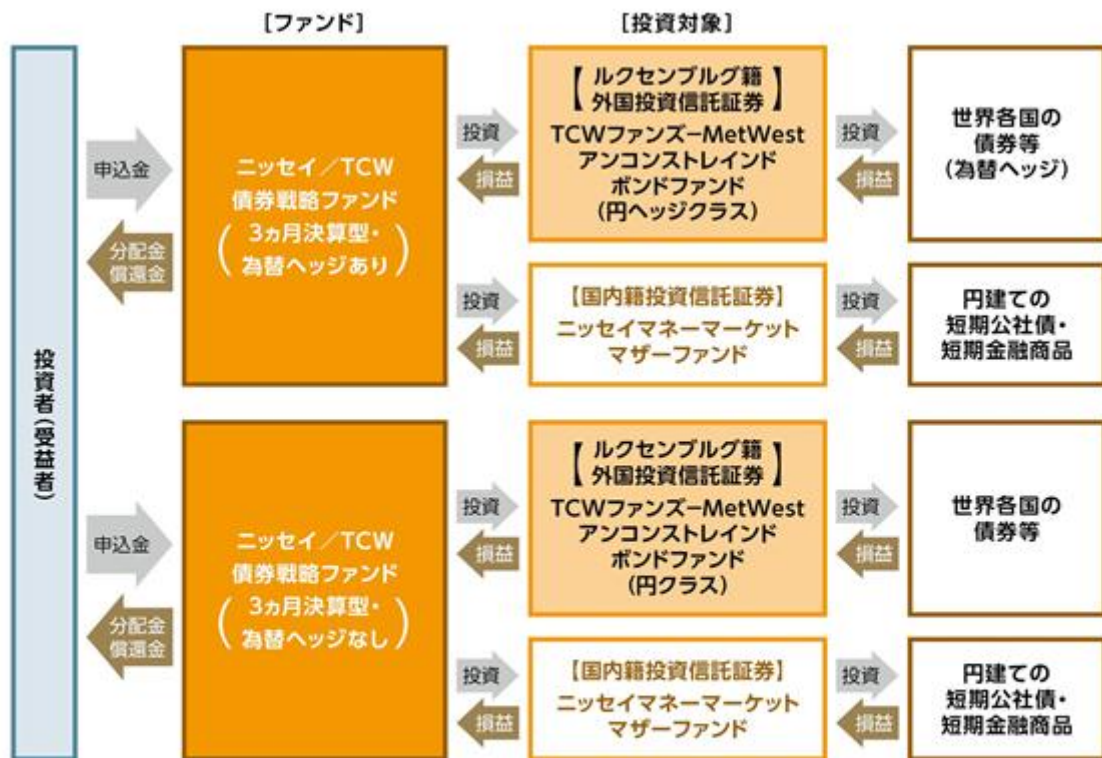 [ファンド]
[投資対象]
投資者(受益者)
申込金
分配金
償還金
ニッセイ／TCW
債券戦略ファンド
(3ヵ月決算型・
為替ヘッジあり)
投資
損益
【ルクセンブルグ籍
外国投資信託証券】
TCWファンズーMetWest
アンコンストレインド
ボンドファンド
(円ヘッジクラス)
投資
損益
世界各国の
債券等
(為替ヘッジ)
投資
損益
【国内籍投資信託証券】
ニッセイマネーマーケット
マザーファンド
投資
損益
円建ての
短期公社債・
短期金融商品
申込金
分配金
償還金
ニッセイ／TCW
債券戦略ファンド
(3ヵ月決算型・
為替ヘッジなし)
投資
損益
【ルクセンブルグ籍
外国投資信託証券】
TCWファンズーMetWest
アンコンストレインド
ボンドファンド
(円クラス)
投資
損益
世界各国の
債券等
投資
損益
【国内籍投資信託証券】
ニッセイマネーマーケット
マザーファンド
投資
損益
円建ての
短期公社債・
短期金融商品